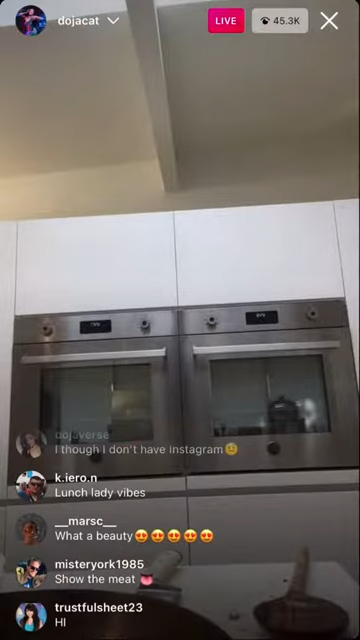 dojacat
LIVE
45.3K
dojaverse
I though I don't have Instagram🥲
k.iero.n
Lunch lady vibes
__marsc__
What a beauty😍😍😍😍😍
misteryork1985
Show the meat 👅
trustfulsheet23
HI